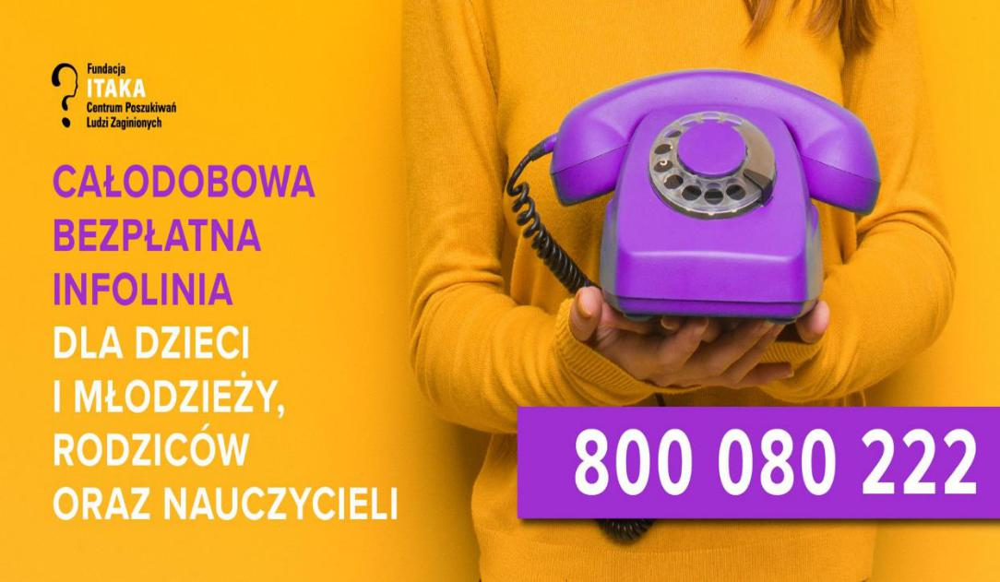 Fundacja
ITAKA
Centrum Poszukiwań
Ludzi Zaginionych
CAŁODOBOWA
BEZPŁATNA
INFOLINIA
DLA DZIECI
I MŁODZIEŻY,
RODZICÓW
ORAZ NAUCZYCIELI
800 080 222